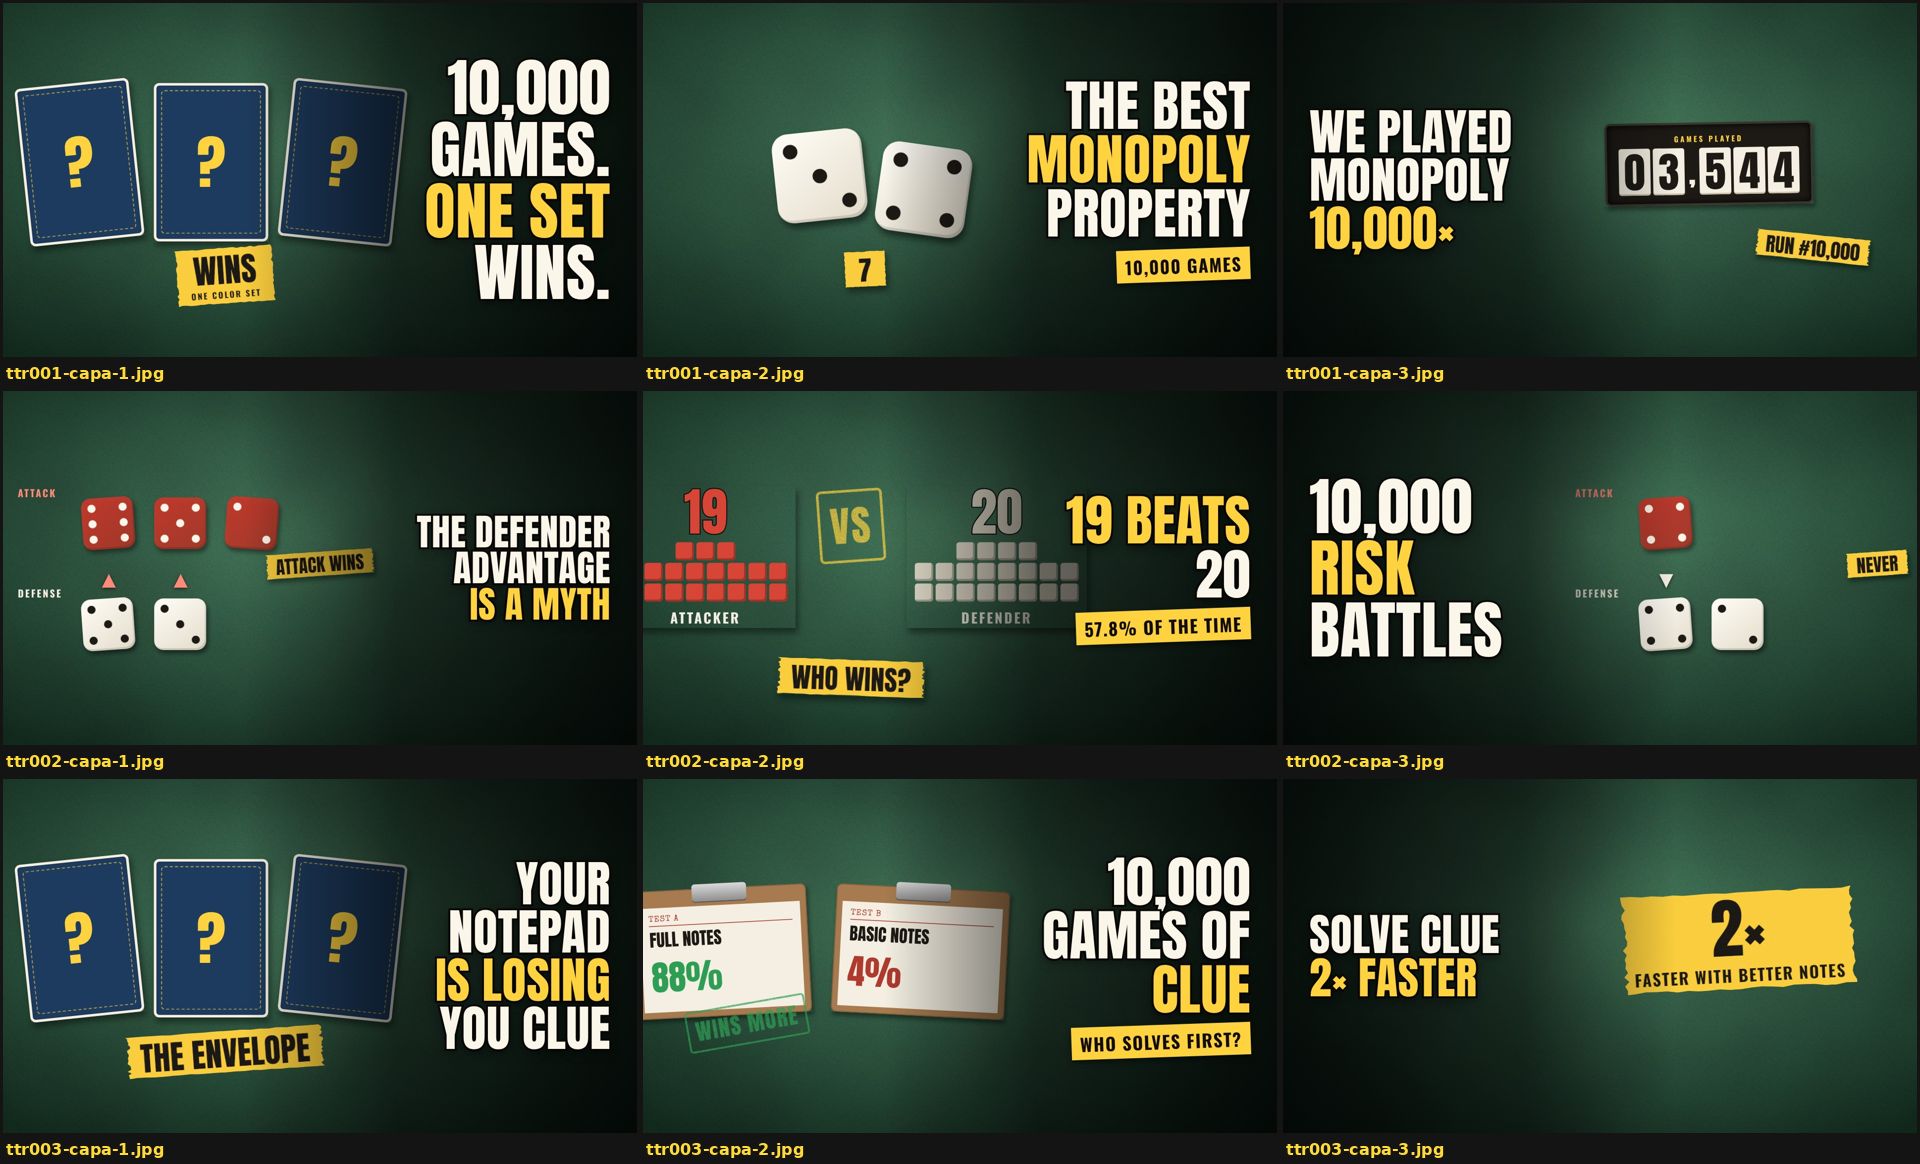 ?
?
?
WINS
ONE COLOR SET
10,000
GAMES.
ONE SET
WINS.
ttr001-capa-1.jpg
7
THE BEST
MONOPOLY
PROPERTY
10,000 GAMES
ttr001-capa-2.jpg
WE PLAYED
MONOPOLY
10,000×
GAMES PLAYED
03,544
RUN #10,000
ttr001-capa-3.jpg
ATTACK
ATTACK WINS
DEFENSE
THE DEFENDER
ADVANTAGE
IS A MYTH
ttr002-capa-1.jpg
19
ATTACKER
VS
20
DEFENDER
WHO WINS?
19 BEATS
20
57.8% OF THE TIME
ttr002-capa-2.jpg
10,000
RISK
BATTLES
ATTACK
DEFENSE
NEVER
ttr002-capa-3.jpg
?
?
?
THE ENVELOPE
YOUR
NOTEPAD
IS LOSING
YOU CLUE
ttr003-capa-1.jpg
TEST A
FULL NOTES
88%
WINS MORE
TEST B
BASIC NOTES
4%
10,000
GAMES OF
CLUE
WHO SOLVES FIRST?
ttr003-capa-2.jpg
SOLVE CLUE
2× FASTER
2×
FASTER WITH BETTER NOTES
ttr003-capa-3.jpg